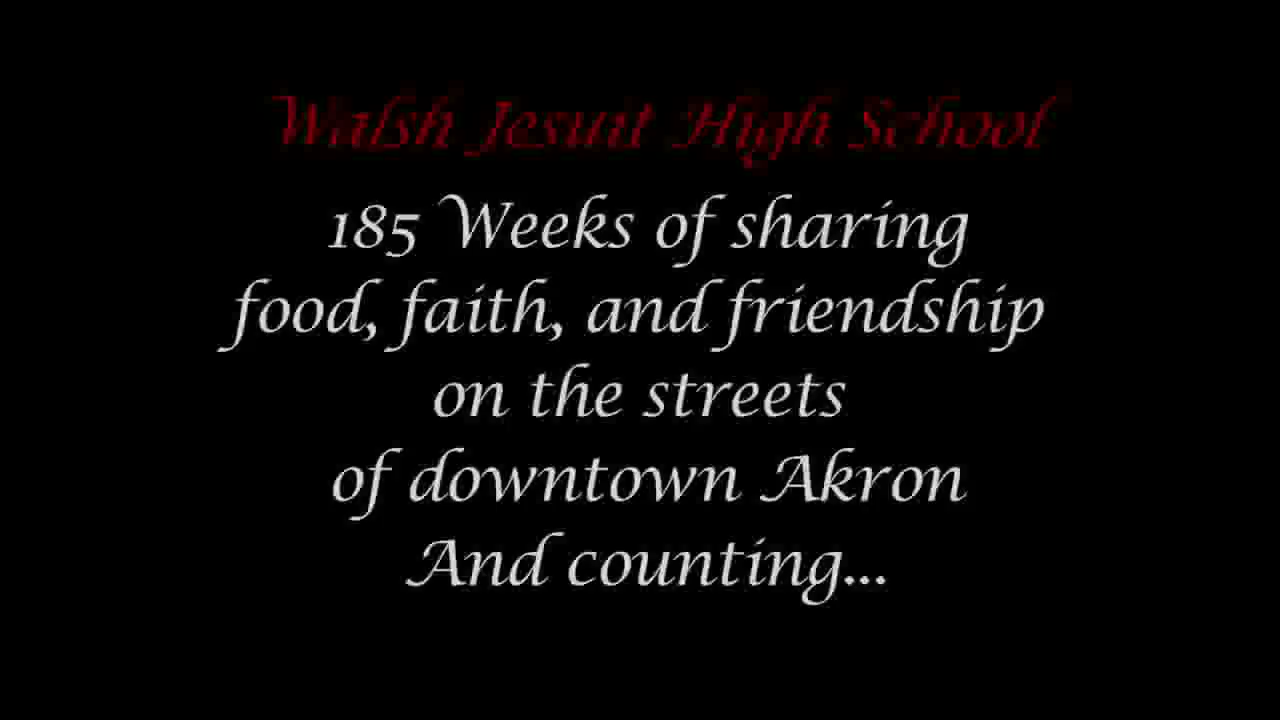 Walsh Jesuit High School
185 Weeks of sharing
food, faith, and friendship
on the streets
of downtown Akron
And counting...